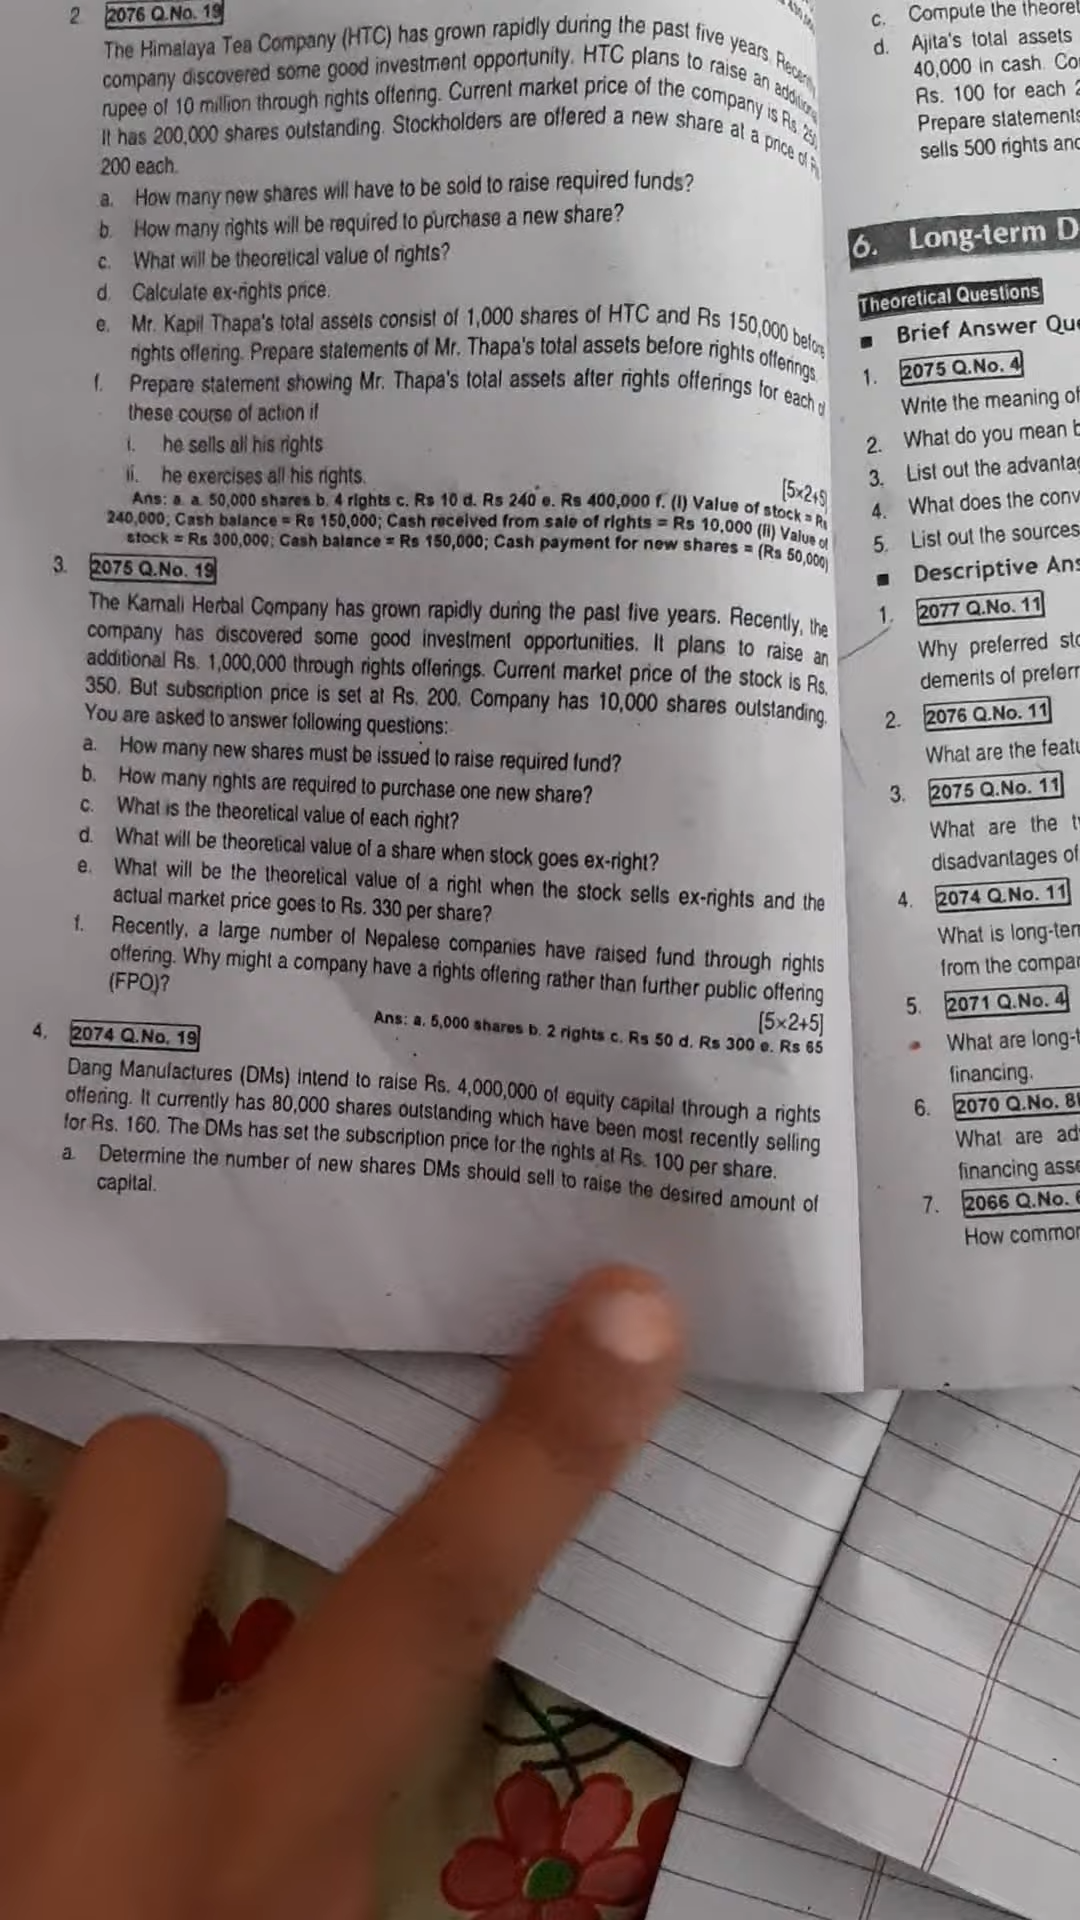 2 2076 Q.No. 19
The Himalaya Tea Company (HTC) has grown rapidly during the past five years. Recently
company discovered some good investment opportunity. HTC plans to raise an additional
rupee of 10 million through rights offering. Current market price of the company is Rs. 250
It has 200,000 shares outstanding. Stockholders are offered a new share at a price of
200 each.
a. How many new shares will have to be sold to raise required funds?
b. How many rights will be required to purchase a new share?
c. What will be theoretical value of rights?
d. Calculate ex-rights price.
e. Mr. Kapil Thapa's total assets consist of 1,000 shares of HTC and Rs 150,000 before
rights offering. Prepare statements of Mr. Thapa's total assets before rights offerings.
f. Prepare statement showing Mr. Thapa's total assets after rights offerings for each of
these course of action if
i. he sells all his rights
ii. he exercises all his rights.
[5×2+5]
Ans: a. a. 50,000 shares b. 4 rights c. Rs 10 d. Rs 240 e. Rs 400,000 f. (i) Value of stock = Rs
240,000; Cash balance = Rs 150,000; Cash received from sale of rights = Rs 10,000 (ii) Value of
stock = Rs 300,000; Cash balance = Rs 150,000; Cash payment for new shares = (Rs 50,000)
3. 2075 Q.No. 19
The Karnali Herbal Company has grown rapidly during the past five years. Recently, the
company has discovered some good investment opportunities. It plans to raise an
additional Rs. 1,000,000 through rights offerings. Current market price of the stock is Rs.
350. But subscription price is set at Rs. 200. Company has 10,000 shares outstanding.
You are asked to answer following questions:
a. How many new shares must be issued to raise required fund?
b. How many rights are required to purchase one new share?
c. What is the theoretical value of each right?
d. What will be theoretical value of a share when stock goes ex-right?
e. What will be the theoretical value of a right when the stock sells ex-rights and the
actual market price goes to Rs. 330 per share?
f. Recently, a large number of Nepalese companies have raised fund through rights
offering. Why might a company have a rights offering rather than further public offering
(FPO)?
[5×2+5]
Ans: a. 5,000 shares b. 2 rights c. Rs 50 d. Rs 300 e. Rs 65
4. 2074 Q.No. 19
Dang Manufactures (DMs) intend to raise Rs. 4,000,000 of equity capital through a rights
offering. It currently has 80,000 shares outstanding which have been most recently selling
for Rs. 160. The DMs has set the subscription price for the rights at Rs. 100 per share.
a Determine the number of new shares DMs should sell to raise the desired amount of
capital.
c. Compute the theoret
d. Ajita's total assets
40,000 in cash. Co
Rs. 100 for each 2
Prepare statements
sells 500 rights and
6. Long-term D
Theoretical Questions
■ Brief Answer Que
1. 2075 Q.No. 4
Write the meaning of
2. What do you mean b
3. List out the advantag
4. What does the conv
5. List out the sources
■ Descriptive Ans
1. 2077 Q.No. 11
Why preferred sto
demerits of preferr
2. 2076 Q.No. 11
What are the featu
3. 2075 Q.No. 11
What are the ty
disadvantages of
4. 2074 Q.No. 11
What is long-term
from the compan
5. 2071 Q.No. 4
What are long-t
financing.
6. 2070 Q.No. 8
What are ad
financing asse
7. 2066 Q.No. 6
How common